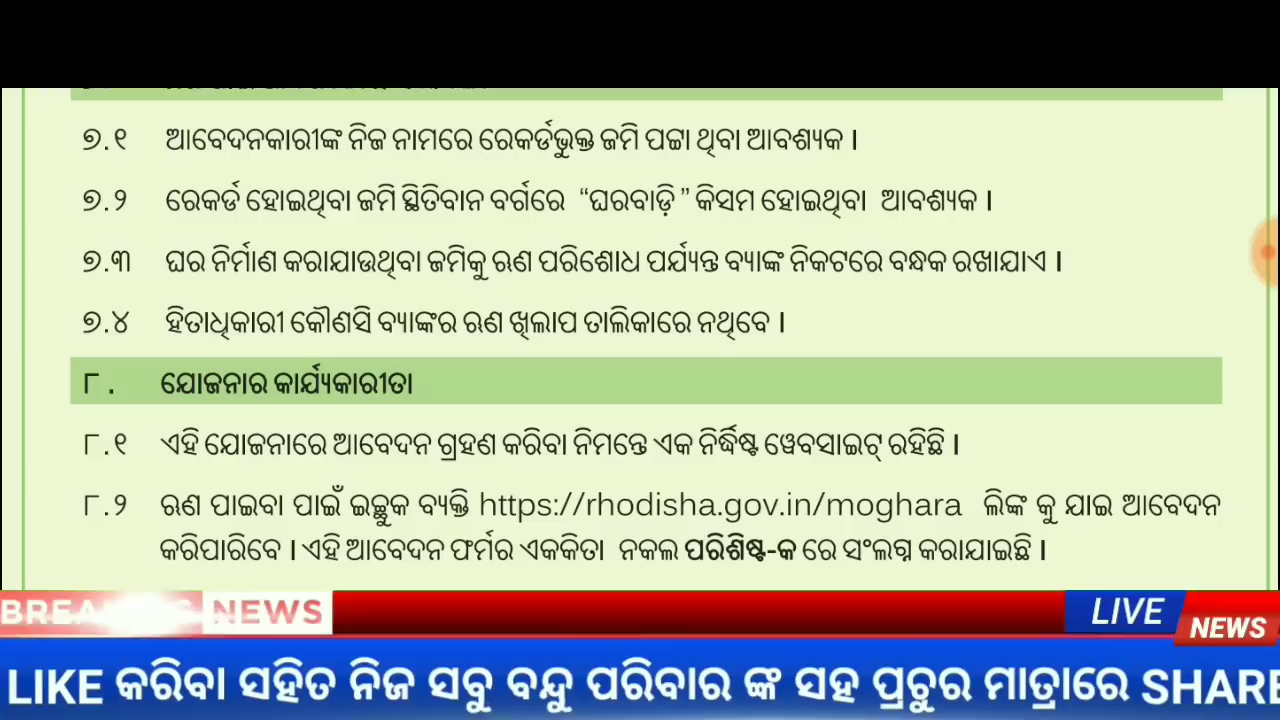 ୭.୧ ଆବେଦନକାରୀଙ୍କ ନିଜ ନାମରେ ରେକର୍ଡଭୁକ୍ତ ଜମି ପଟ୍ଟା ଥିବା ଆବଶ୍ୟକ ।
୭.୨ ରେକର୍ଡ ହୋଇଥିବା ଜମି ସ୍ଥିତିବାନ ବର୍ଗରେ “ଘରବାଡ଼ି” କିସମ ହୋଇଥିବା ଆବଶ୍ୟକ ।
୭.୩ ଘର ନିର୍ମାଣ କରାଯାଉଥିବା ଜମିକୁ ଋଣ ପରିଶୋଧ ପର୍ଯ୍ୟନ୍ତ ବ୍ୟାଙ୍କ ନିକଟରେ ବନ୍ଧକ ରଖାଯାଏ ।
୭.୪ ହିତାଧିକାରୀ କୌଣସି ବ୍ୟାଙ୍କର ଋଣ ଖିଲାପ ତାଲିକାରେ ନଥିବେ ।
୮. ଯୋଜନାର କାର୍ଯ୍ୟକାରୀତା
୮.୧ ଏହି ଯୋଜନାରେ ଆବେଦନ ଗ୍ରହଣ କରିବା ନିମନ୍ତେ ଏକ ନିର୍ଦ୍ଧିଷ୍ଟ ୱେବସାଇଟ୍ ରହିଛି ।
୮.୨ ଋଣ ପାଇବା ପାଇଁ ଇଚ୍ଛୁକ ବ୍ୟକ୍ତି https://rhodisha.gov.in/moghara ଲିଙ୍କ କୁ ଯାଇ ଆବେଦନ
କରିପାରିବେ । ଏହି ଆବେଦନ ଫର୍ମର ଏକକିତା ନକଲ ପରିଶିଷ୍ଟ-କ ରେ ସଂଲଗ୍ନ କରାଯାଇଛି ।
BREAKING NEWS
LIVE
NEWS
LIKE କରିବା ସହିତ ନିଜ ସବୁ ବନ୍ଦୁ ପରିବାର ଙ୍କ ସହ ପ୍ରଚୁର ମାତ୍ରାରେ SHARE